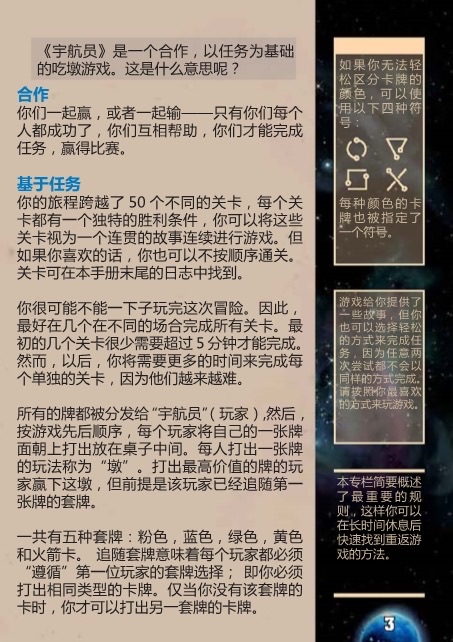 《宇航员》是一个合作，以任务为基础
的吃墩游戏。这是什么意思呢？
合作
你们一起赢，或者一起输——只有你们每个
人都成功了，你们互相帮助，你们才能完成
任务，赢得比赛。
基于任务
你的旅程跨越了 50 个不同的关卡，每个关
卡都有一个独特的胜利条件，你可以将这些
关卡视为一个连贯的故事连续进行游戏。但
如果你喜欢的话，你也可以不按顺序通关。
关卡可在本手册末尾的日志中找到。
你很可能不能一下子玩完这次冒险。因此，
最好在几个在不同的场合完成所有关卡。最
初的几个关卡很少需要超过 5 分钟才能完成。
然而，以后，你将需要更多的时间来完成每
个单独的关卡，因为他们越来越难。
所有的牌都被分发给“宇航员”（玩家），然后，
按游戏先后顺序，每个玩家将自己的一张牌
面朝上打出放在桌子中间。每人打出一张牌
的玩法称为“墩”。打出最高价值的牌的玩
家赢下这墩，但前提是该玩家已经追随第一
张牌的套牌。
一共有五种套牌：粉色，蓝色，绿色，黄色
和火箭卡。 追随套牌意味着每个玩家都必须
“遵循”第一位玩家的套牌选择； 即你必须
打出相同类型的卡牌。仅当你没有该套牌的
卡时，你才可以打出另一套牌的卡牌。
如果你无法轻
松区分卡牌的
颜色，可以使
用以下四种符
号：
每种颜色的卡
牌也被指定了
一个符号。
游戏给你提供了
一些故事，但你
也可以选择轻松
的方式来完成任
务，因为任意两
次尝试都不会以
同样的方式完成。
请按照你最喜欢
的方式来玩游戏。
本专栏简要概述
了最重要的规
则，这样你可以
在长时间休息后
快速找到重返游
戏的方法。
3